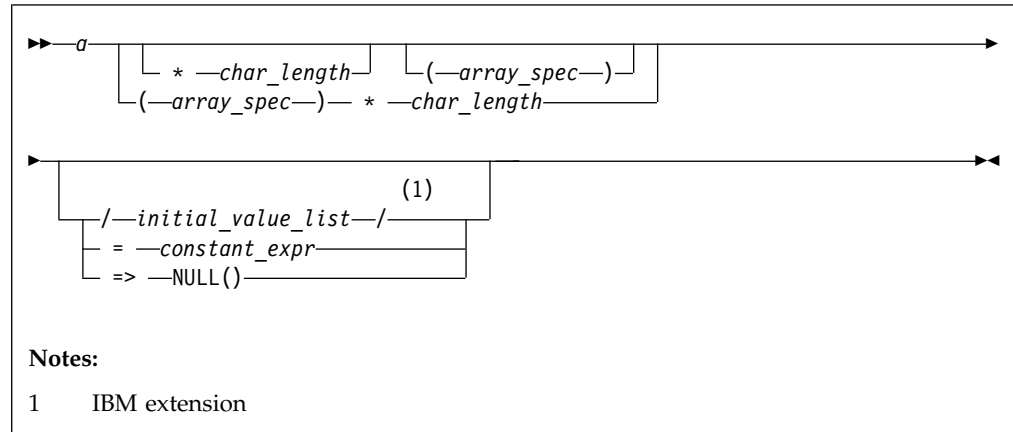 a * char_length ( array_spec )
( array_spec ) * char_length
(1)
/ initial_value_list /
= constant_expr
=> NULL()
Notes:
1 IBM extension